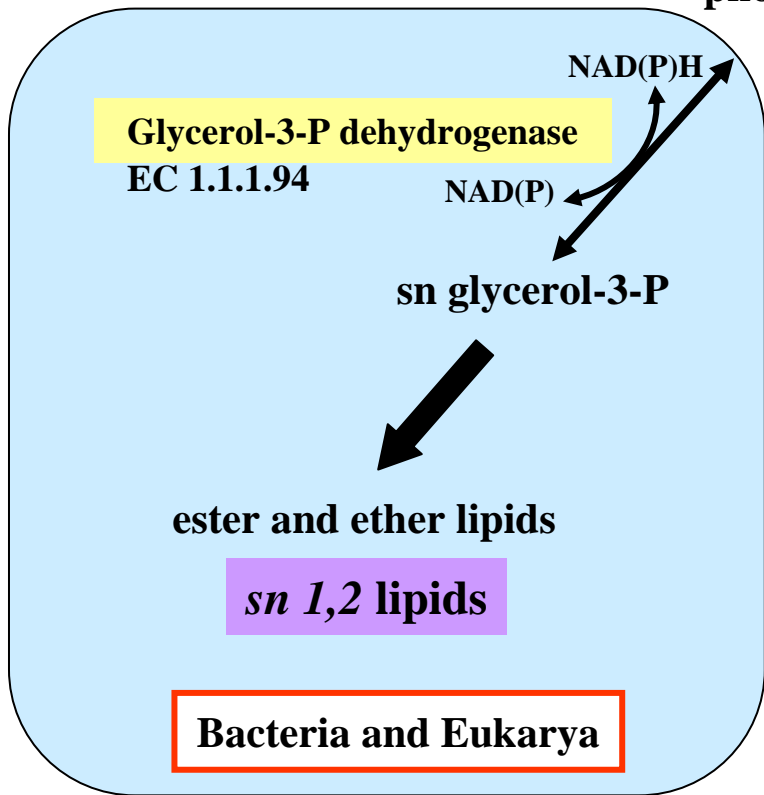 NAD(P)H
Glycerol-3-P dehydrogenase
EC 1.1.1.94
NAD(P)
sn glycerol-3-P
ester and ether lipids
sn 1,2 lipids
Bacteria and Eukarya